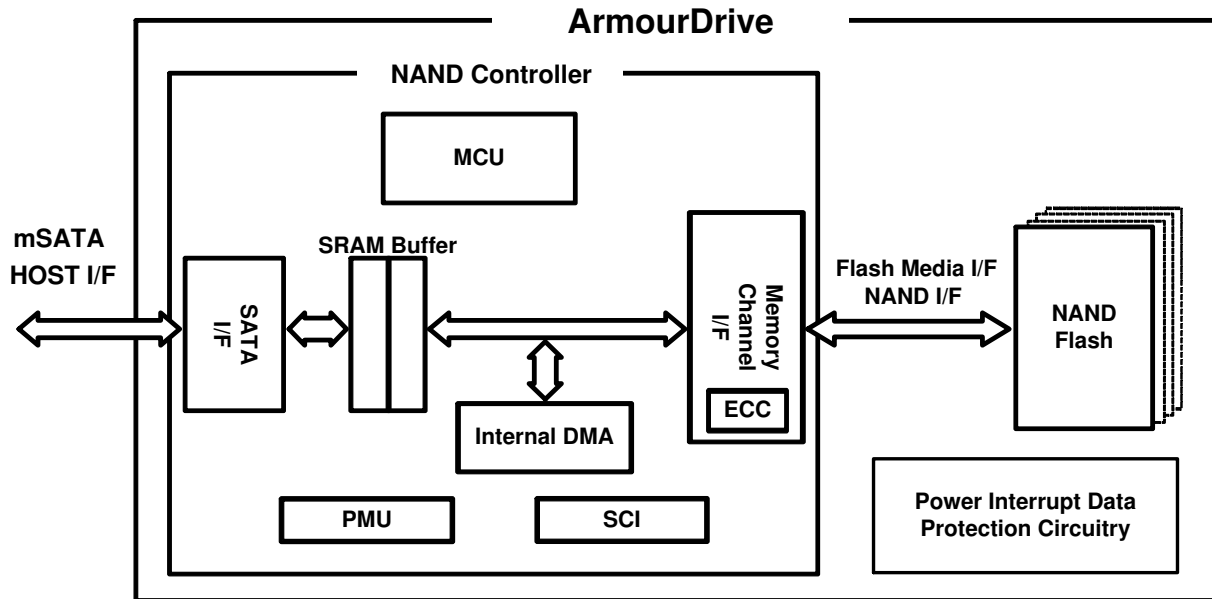 ArmourDrive
NAND Controller
MCU
mSATA
HOST I/F
SRAM Buffer
SATA
I/F
Memory
Channel
I/F
ECC
Flash Media I/F
NAND I/F
NAND
Flash
Internal DMA
PMU
SCI
Power Interrupt Data
Protection Circuitry